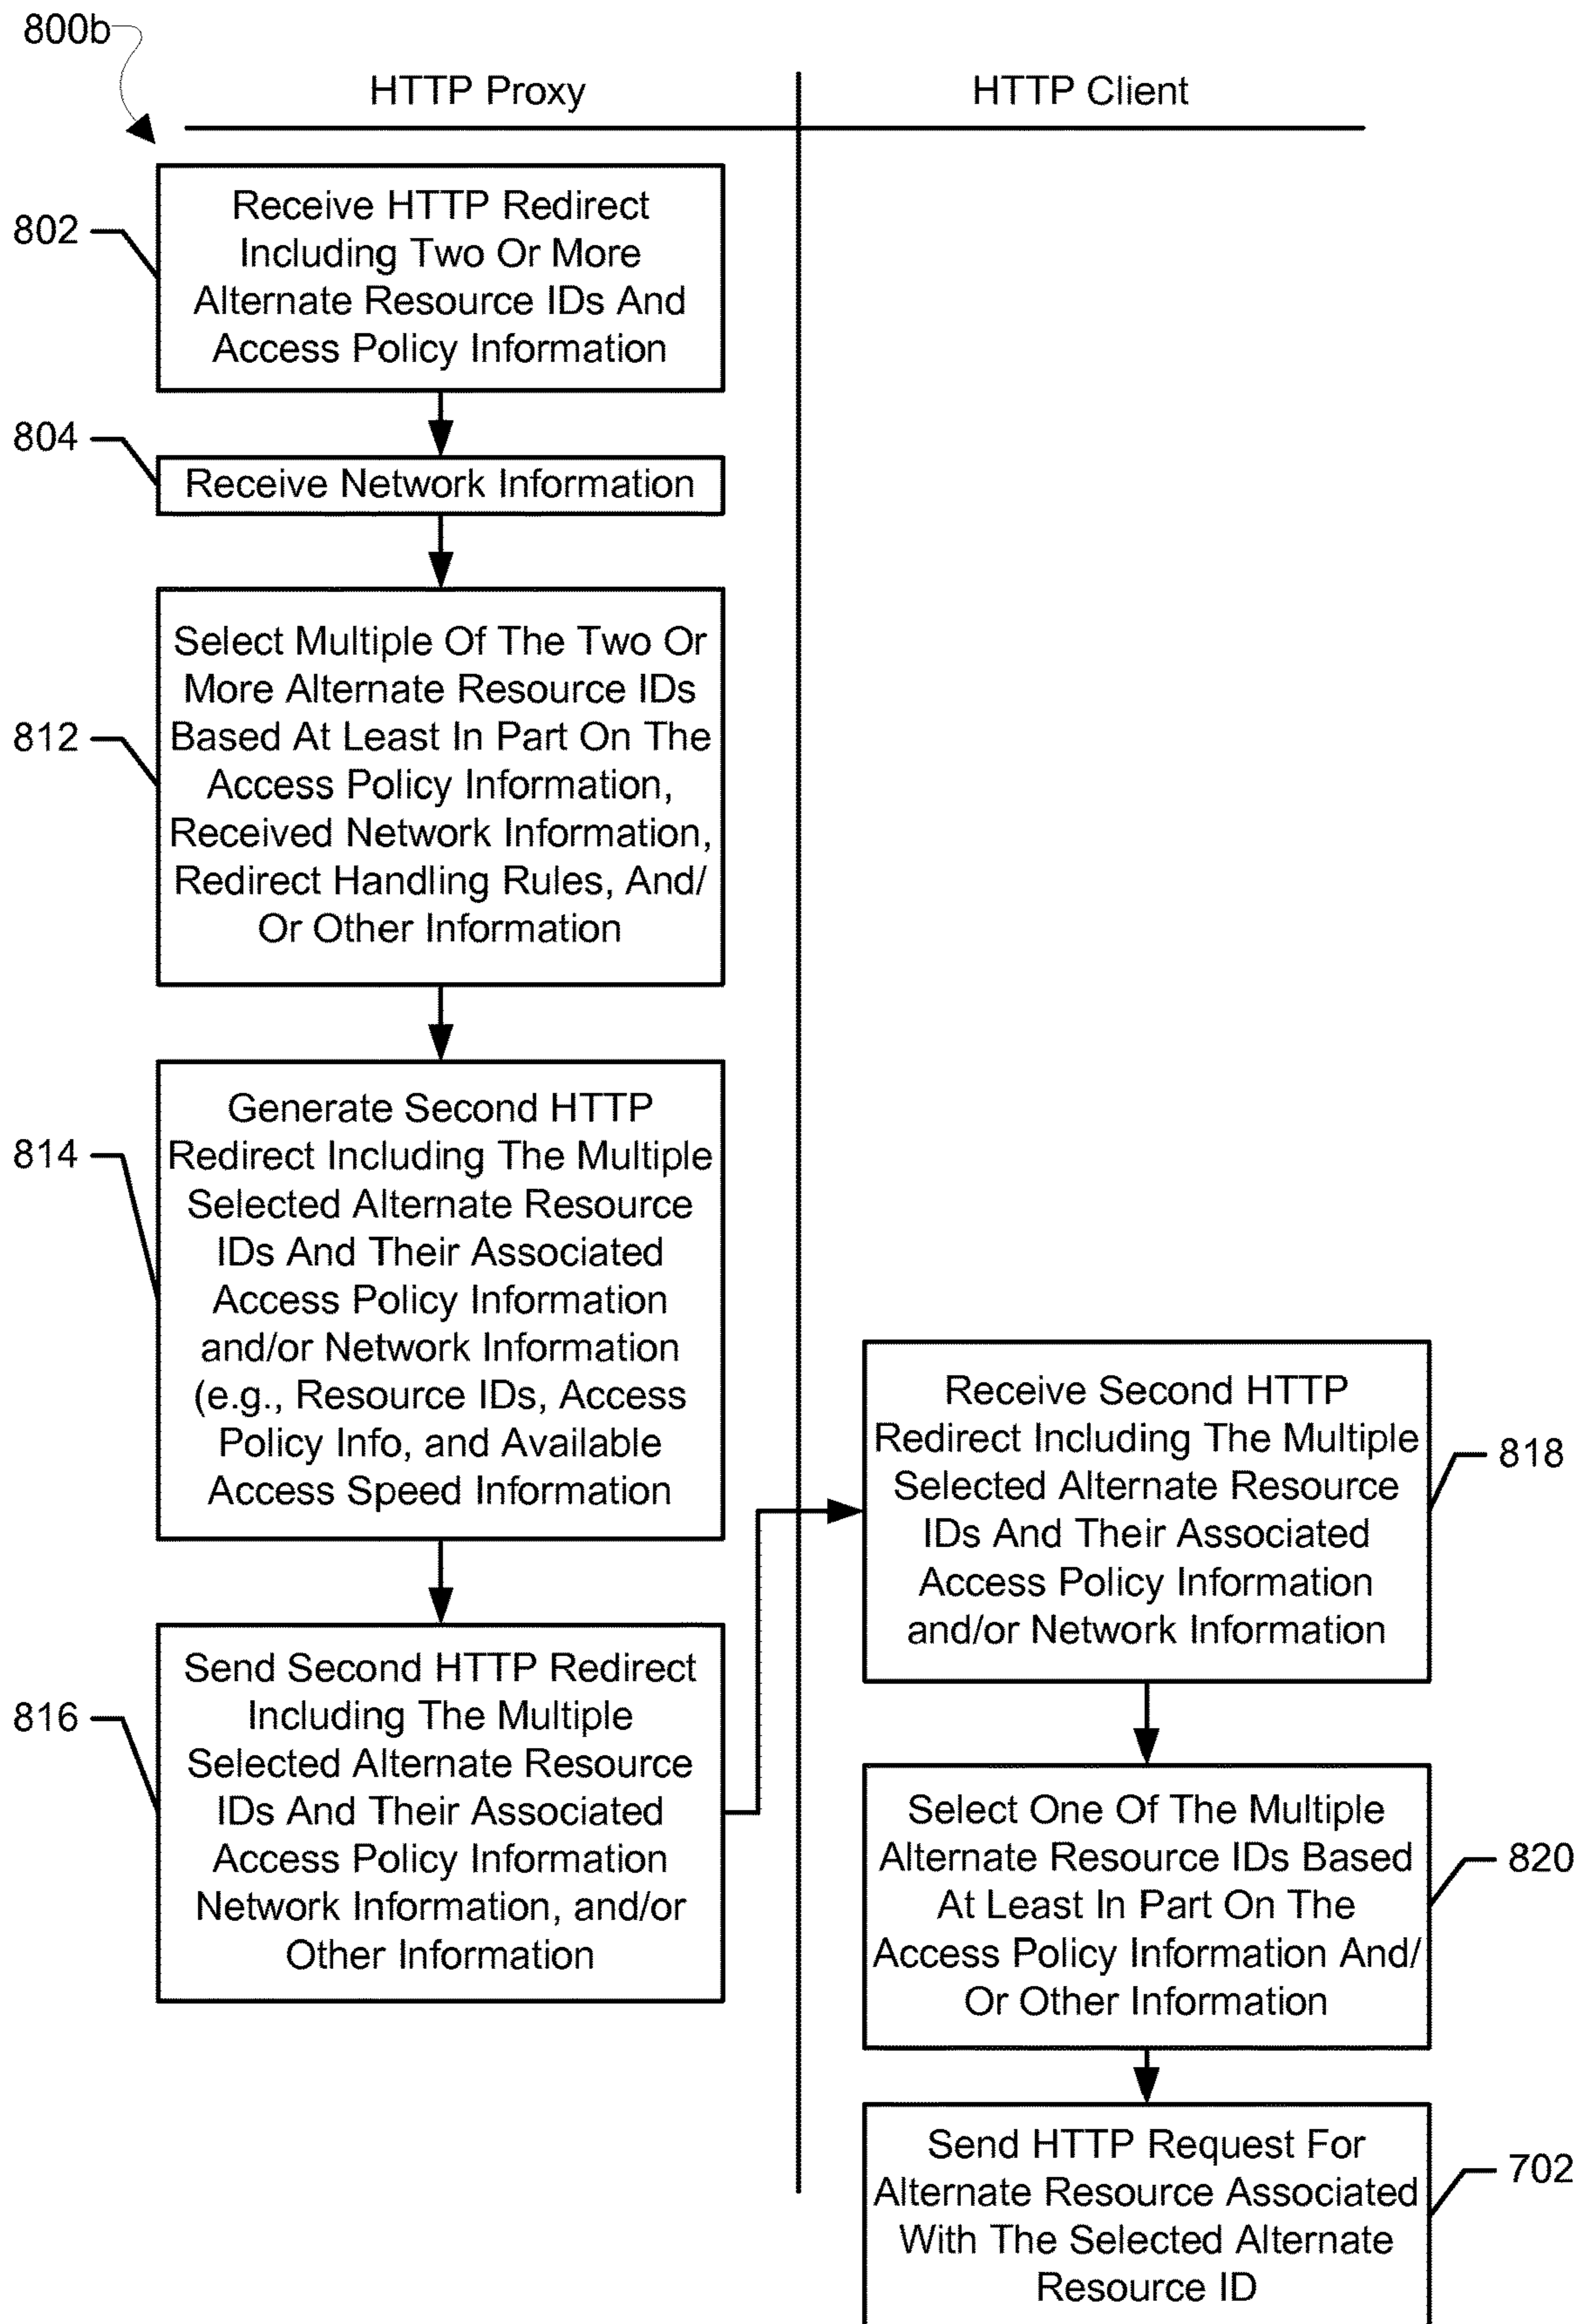 800b
HTTP Proxy
HTTP Client
802
Receive HTTP Redirect
Including Two Or More
Alternate Resource IDs And
Access Policy Information
804
Receive Network Information
812
Select Multiple Of The Two Or
More Alternate Resource IDs
Based At Least In Part On The
Access Policy Information,
Received Network Information,
Redirect Handling Rules, And/
Or Other Information
814
Generate Second HTTP
Redirect Including The Multiple
Selected Alternate Resource
IDs And Their Associated
Access Policy Information
and/or Network Information
(e.g., Resource IDs, Access
Policy Info, and Available
Access Speed Information
816
Send Second HTTP Redirect
Including The Multiple
Selected Alternate Resource
IDs And Their Associated
Access Policy Information
Network Information, and/or
Other Information
Receive Second HTTP
Redirect Including The Multiple
Selected Alternate Resource
IDs And Their Associated
Access Policy Information
and/or Network Information
818
Select One Of The Multiple
Alternate Resource IDs Based
At Least In Part On The
Access Policy Information And/
Or Other Information
820
Send HTTP Request For
Alternate Resource Associated
With The Selected Alternate
Resource ID
702